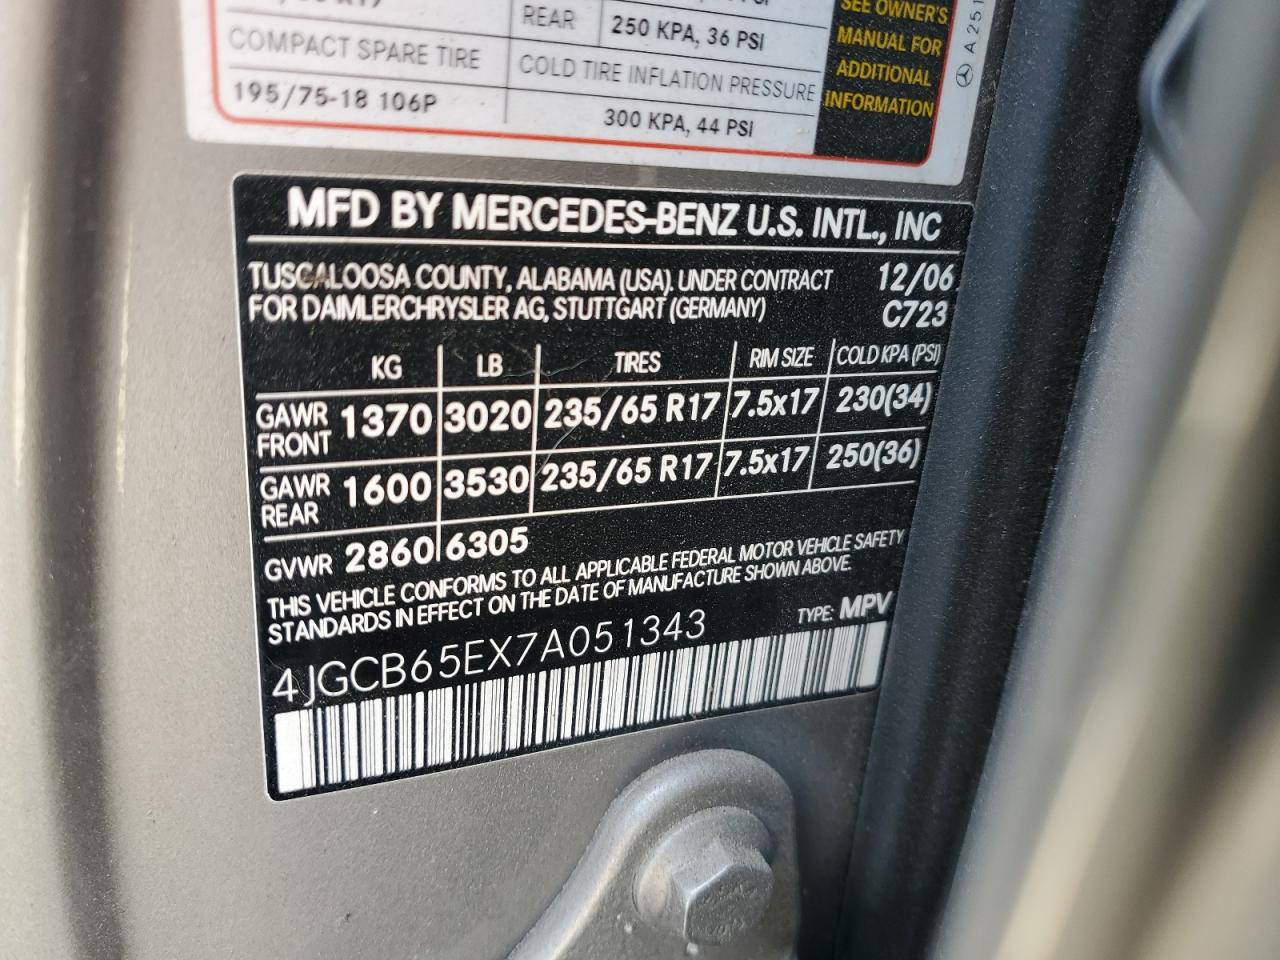 REAR 250 KPA, 36 PSI
COMPACT SPARE TIRE COLD TIRE INFLATION PRESSURE
195/75-18 106P 300 KPA, 44 PSI
SEE OWNER'S
MANUAL FOR
ADDITIONAL
INFORMATION
A 251
MFD BY MERCEDES-BENZ U.S. INTL., INC
TUSCALOOSA COUNTY, ALABAMA (USA). UNDER CONTRACT 12/06
FOR DAIMLERCHRYSLER AG, STUTTGART (GERMANY) C723
KG LB TIRES RIM SIZE COLD KPA (PSI)
GAWR FRONT 1370 3020 235/65 R17 7.5x17 230(34)
GAWR REAR 1600 3530 235/65 R17 7.5x17 250(36)
GVWR 2860 6305
THIS VEHICLE CONFORMS TO ALL APPLICABLE FEDERAL MOTOR VEHICLE SAFETY
STANDARDS IN EFFECT ON THE DATE OF MANUFACTURE SHOWN ABOVE.
4JGCB65EX7A051343 TYPE: MPV